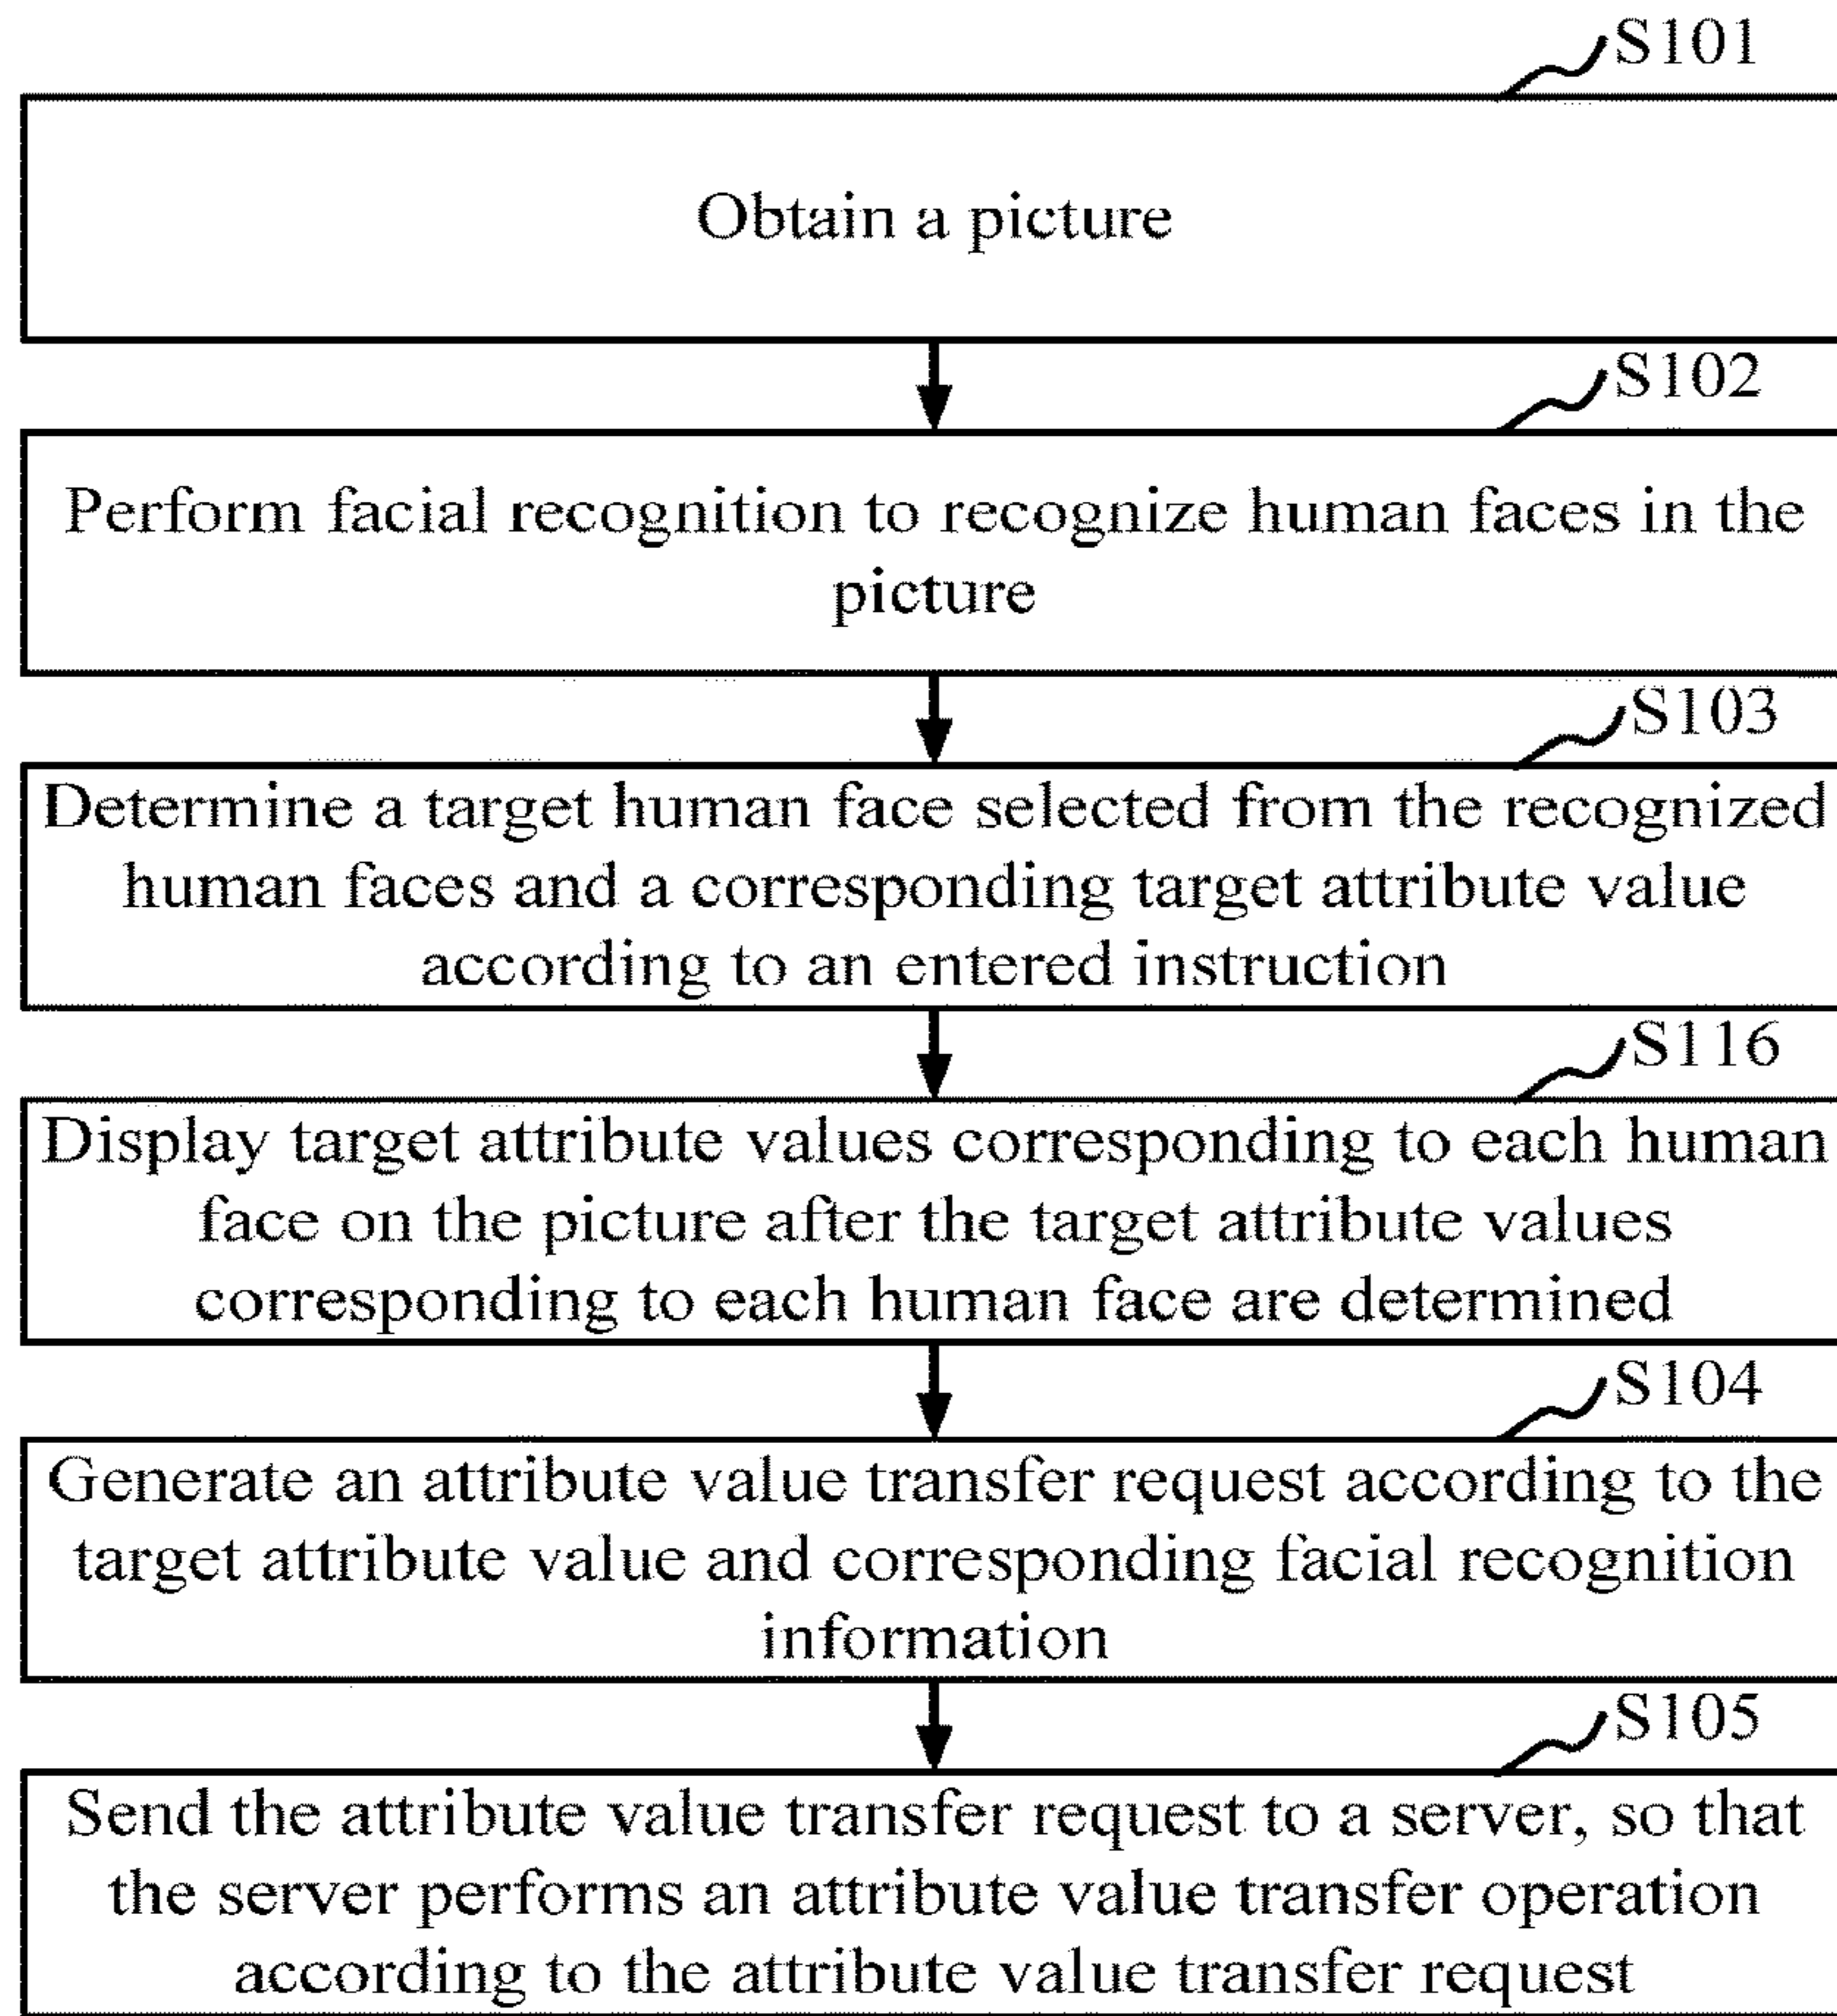 S101
Obtain a picture
S102
Perform facial recognition to recognize human faces in the
picture
S103
Determine a target human face selected from the recognized
human faces and a corresponding target attribute value
according to an entered instruction
S116
Display target attribute values corresponding to each human
face on the picture after the target attribute values
corresponding to each human face are determined
S104
Generate an attribute value transfer request according to the
target attribute value and corresponding facial recognition
information
S105
Send the attribute value transfer request to a server, so that
the server performs an attribute value transfer operation
according to the attribute value transfer request